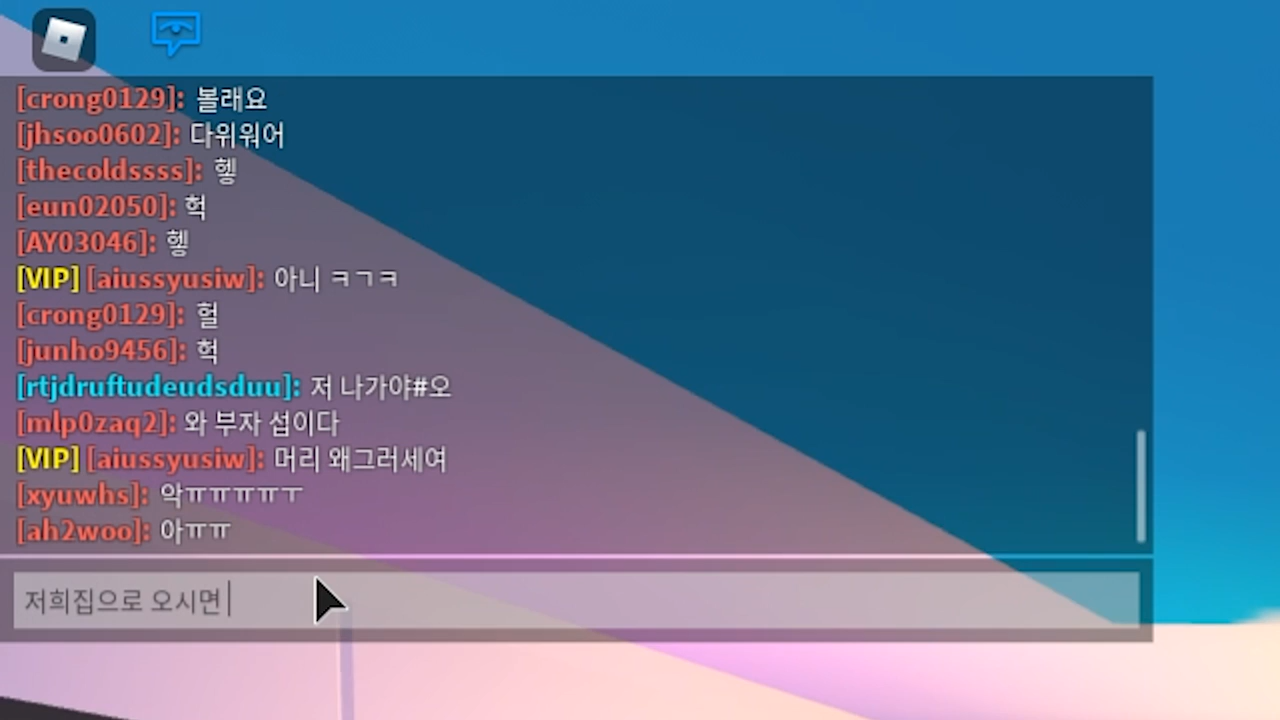 [crong0129]: 볼래요
[jhsoo0602]: 다위워어
[thecoldssss]: 헿
[eun02050]: 헉
[AY03046]: 헿
[VIP] [aiussyusiw]: 아니 ㅋㄱㅋ
[crong0129]: 헐
[junho9456]: 헉
[rtjdruftudeudsduu]: 저 나가야#오
[mlp0zaq2]: 와 부자 섭이다
[VIP] [aiussyusiw]: 머리 왜그러세여
[xyuwhs]: 악ㅠㅠㅠㅠㅜ
[ah2woo]: 아ㅠㅠ
저희집으로 오시면